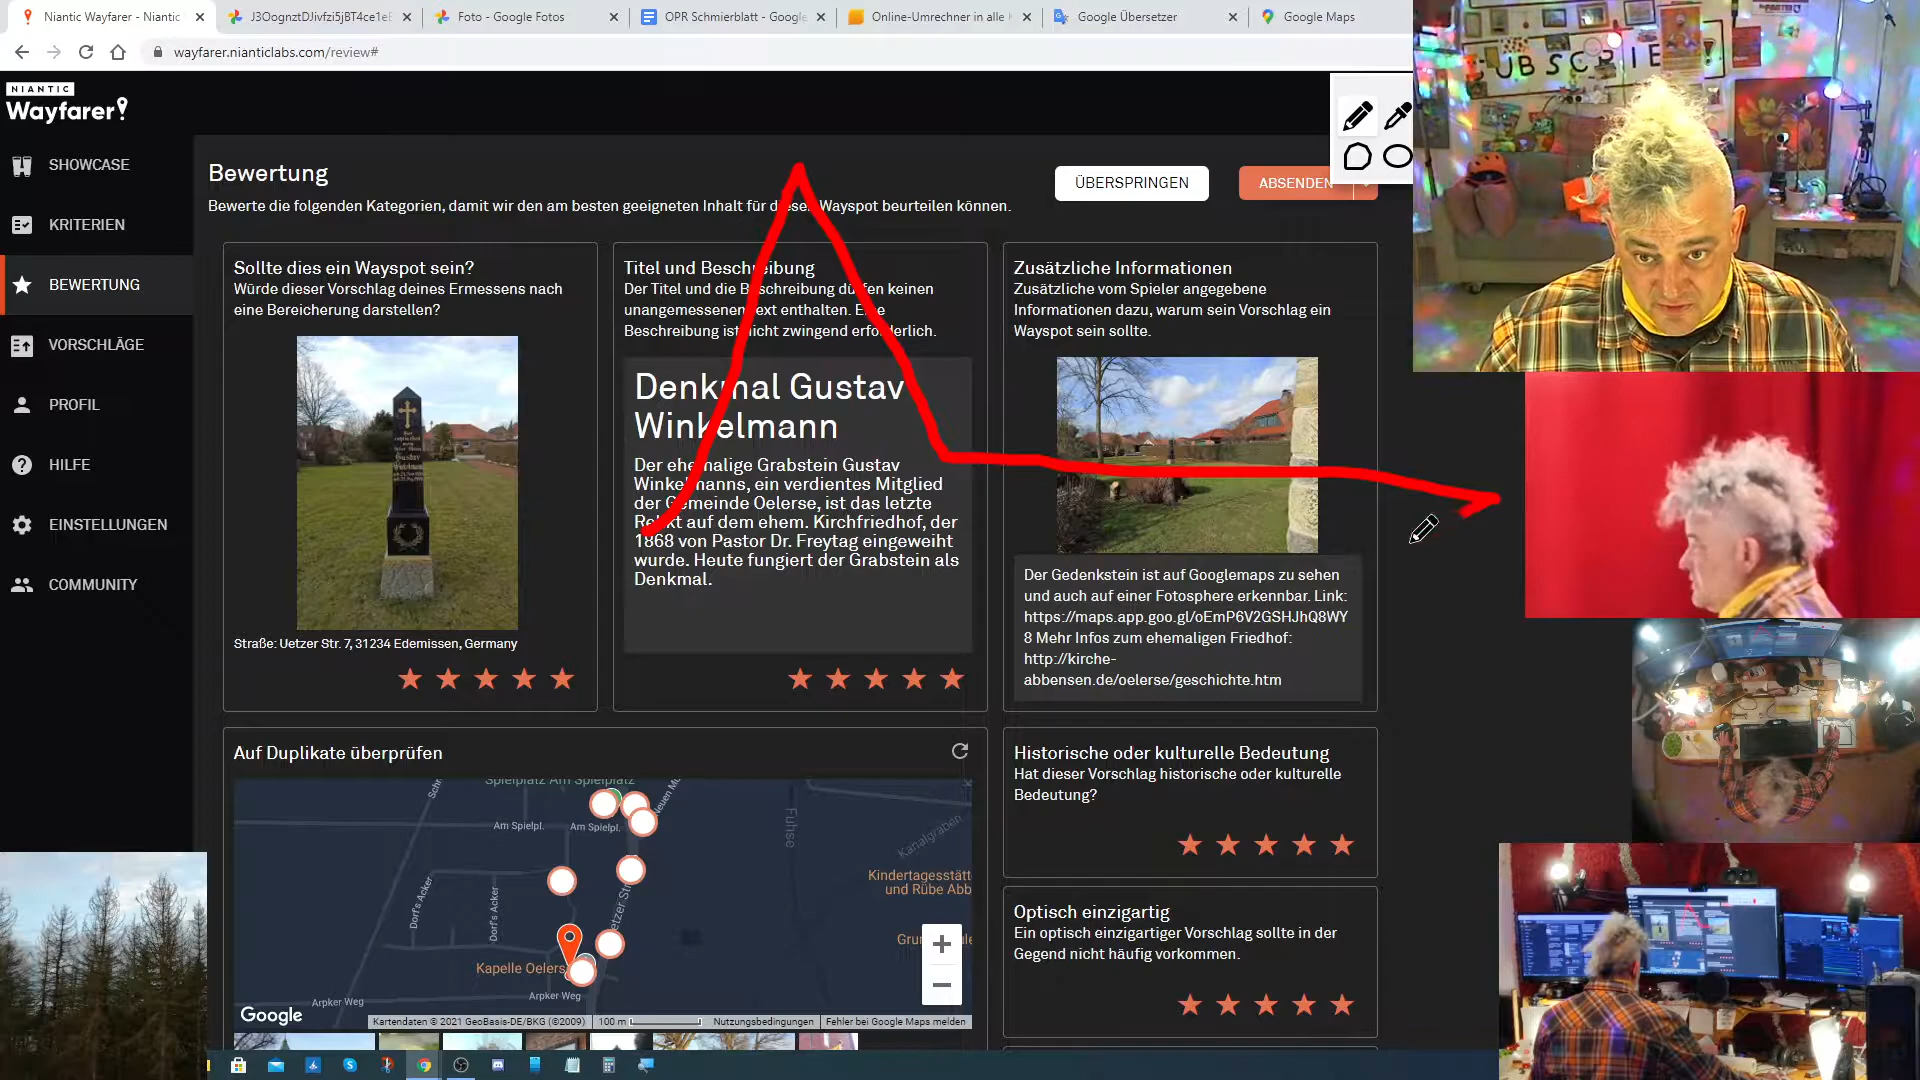 Niantic Wayfarer - Niantic
J3OognztDJivfzi5jBT4ce1e
Foto - Google Fotos
OPR Schmierblatt - Google
Online-Umrechner in alle
Google Übersetzer
Google Maps
wayfarer.nianticlabs.com/review#
NIANTIC
Wayfarer
SHOWCASE
KRITERIEN
BEWERTUNG
VORSCHLÄGE
PROFIL
HILFE
EINSTELLUNGEN
COMMUNITY
Bewertung
Bewerte die folgenden Kategorien, damit wir den am besten geeigneten Inhalt für diesen Wayspot beurteilen können.
ÜBERSPRINGEN
ABSENDEN
Sollte dies ein Wayspot sein?
Würde dieser Vorschlag deines Ermessens nach
eine Bereicherung darstellen?
Straße: Uetzer Str. 7, 31234 Edemissen, Germany
Titel und Beschreibung
Der Titel und die Beschreibung dürfen keinen
unangemessenen Text enthalten. Eine
Beschreibung ist nicht zwingend erforderlich.
Denkmal Gustav
Winkelmann
Der ehemalige Grabstein Gustav
Winkelmanns, ein verdientes Mitglied
der Gemeinde Oelerse, ist das letzte
Relikt auf dem ehem. Kirchfriedhof, der
1868 von Pastor Dr. Freytag eingeweiht
wurde. Heute fungiert der Grabstein als
Denkmal.
Zusätzliche Informationen
Zusätzliche vom Spieler angegebene
Informationen dazu, warum sein Vorschlag ein
Wayspot sein sollte.
Der Gedenkstein ist auf Googlemaps zu sehen
und auch auf einer Fotosphere erkennbar. Link:
https://maps.app.goo.gl/oEmP6V2GSHJhQ8WY
8 Mehr Infos zum ehemaligen Friedhof:
http://kirche-
abbensen.de/oelerse/geschichte.htm
Auf Duplikate überprüfen
Spielplatz Am Spielplatz
Am Spielpl.
Am Spielpl.
Dorf's Acker
Dorf's Acker
Fuhse
Kanalgraben
Kindertagesstätt
und Rübe Abb
Kapelle Oelers
Arpker Weg
Arpker Weg
Google
Kartendaten © 2021 GeoBasis-DE/BKG (©2009)
100 m
Nutzungsbedingungen
Fehler bei Google Maps melden
Historische oder kulturelle Bedeutung
Hat dieser Vorschlag historische oder kulturelle
Bedeutung?
Optisch einzigartig
Ein optisch einzigartiger Vorschlag sollte in der
Gegend nicht häufig vorkommen.
UBSCRIE